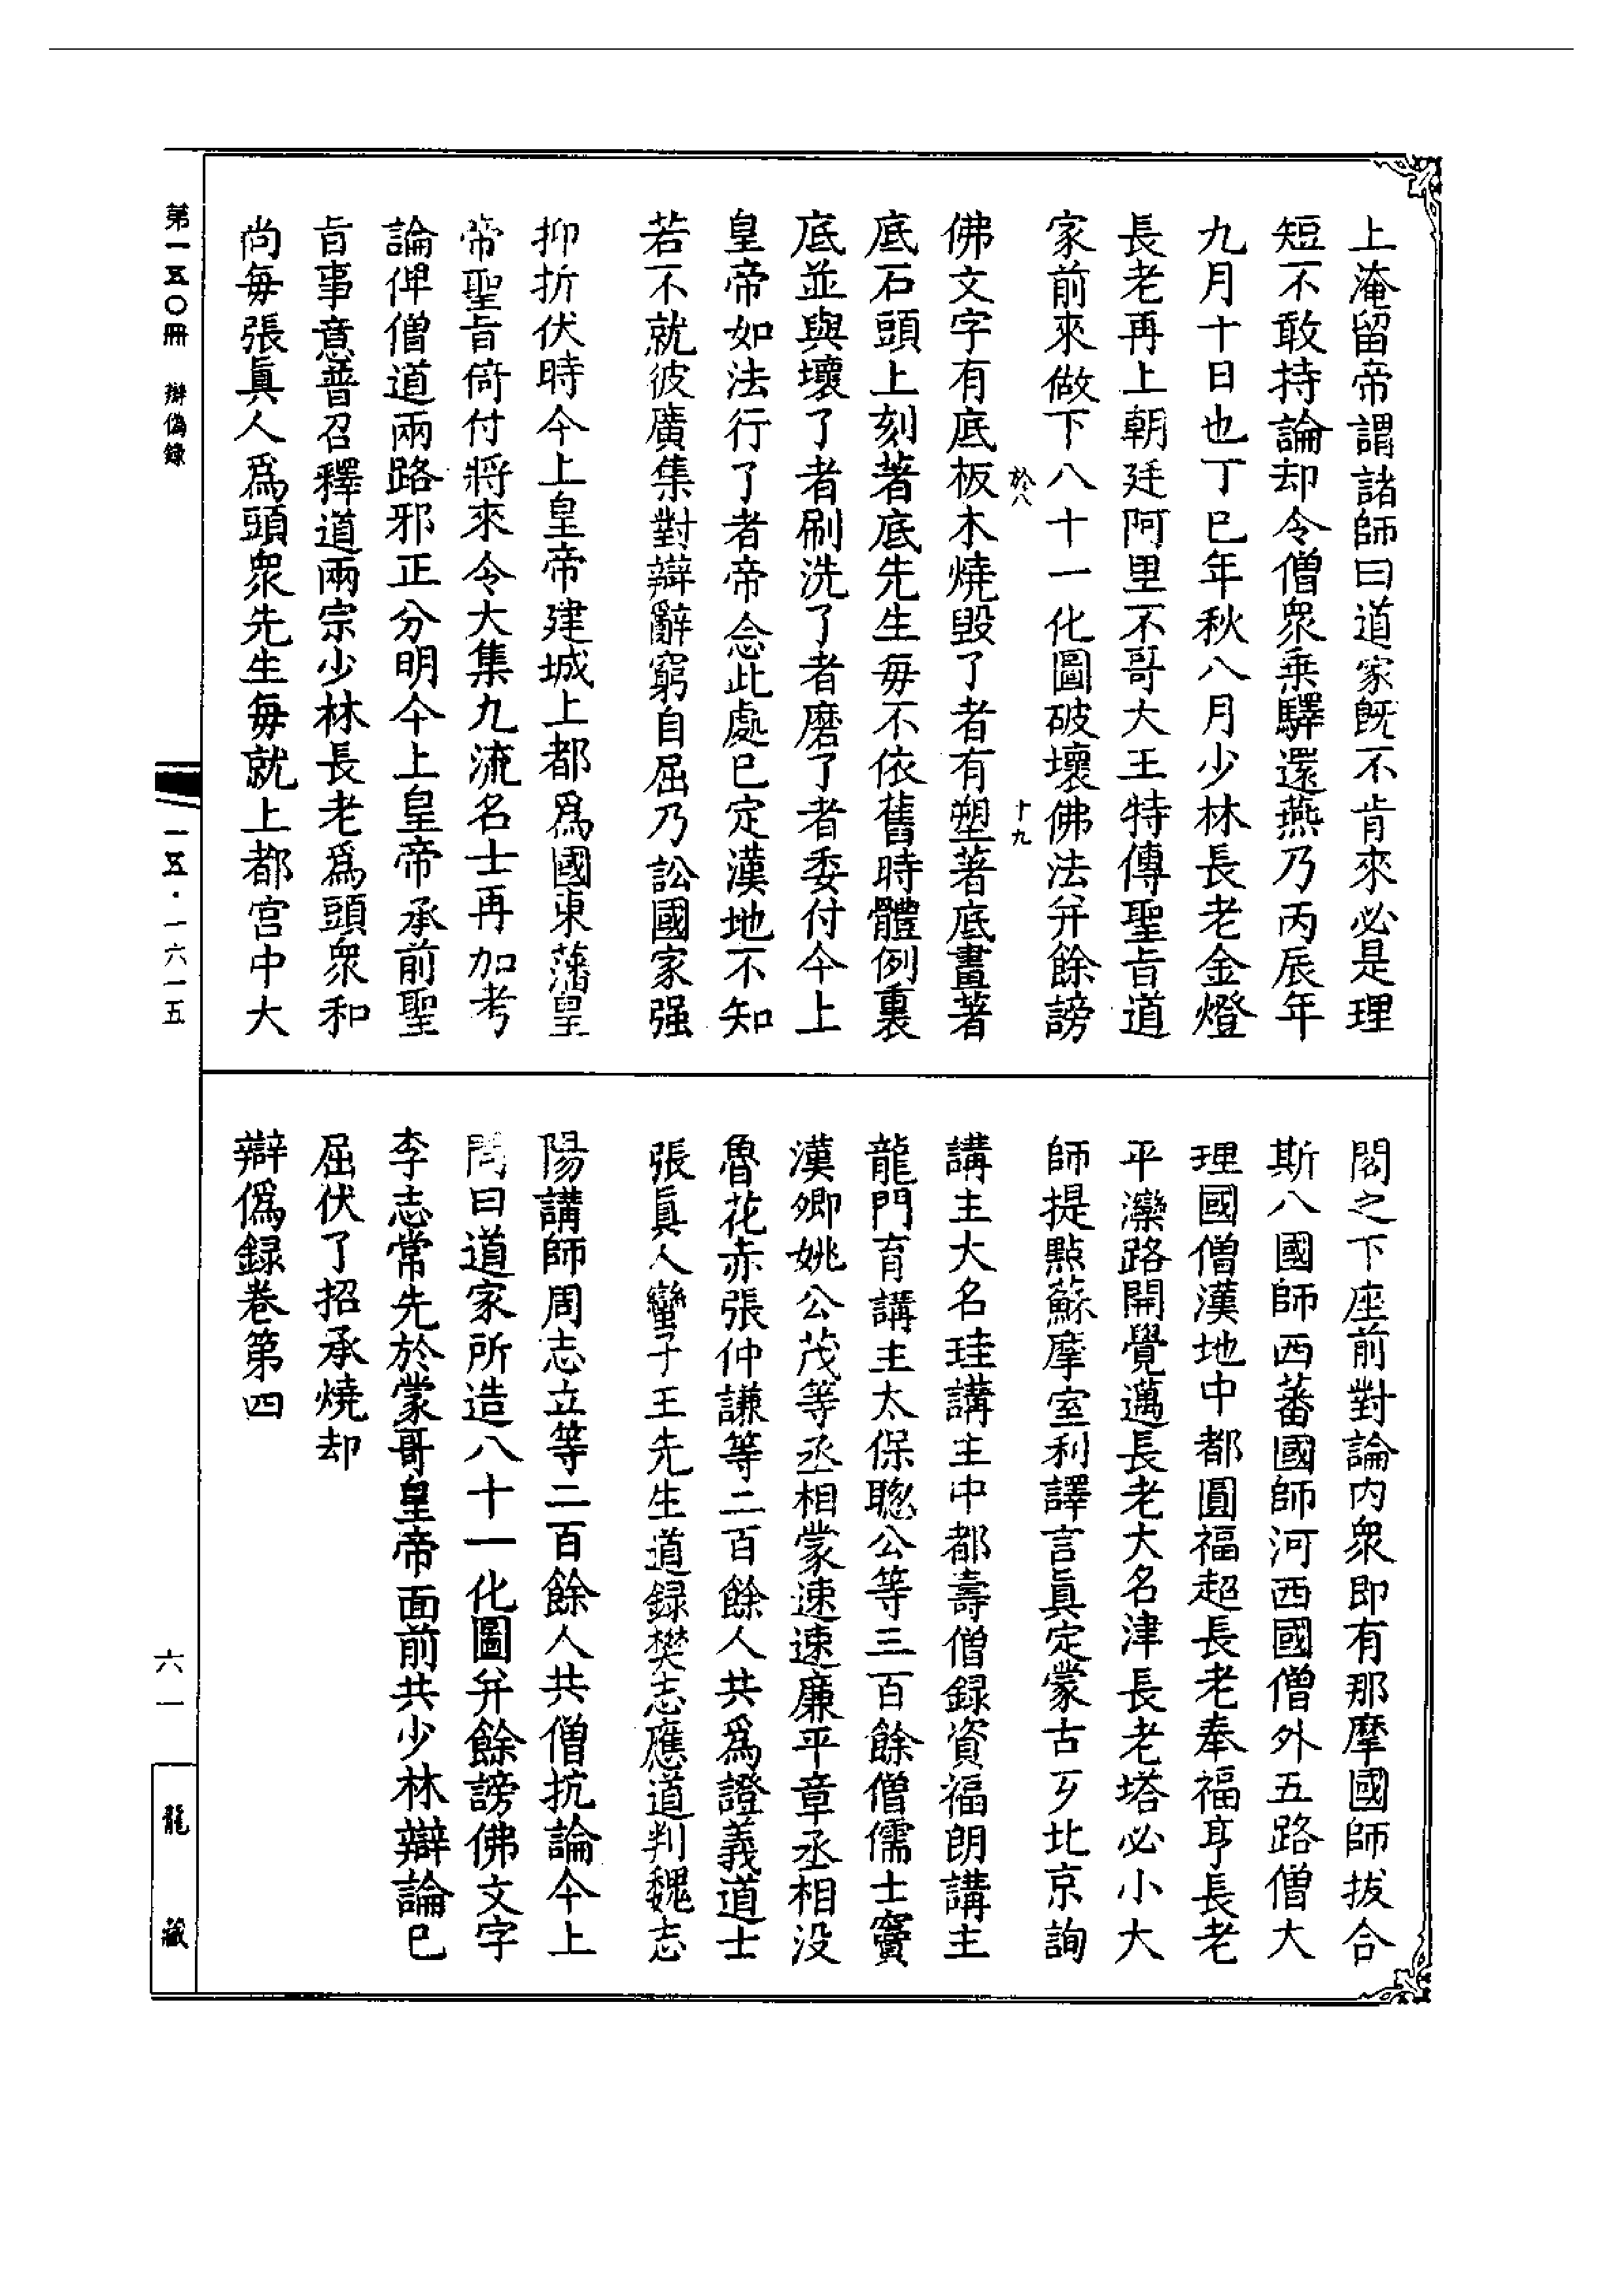 上淹留帝謂諸師曰道家旣不肯來必是理
短不敢持論却令僧眾乗驛還燕乃丙辰年
九月十日也丁巳年秋八月少林長老金燈
長老再上朝廷阿里不哥大王特傳聖旨道
家前來做下八十一化圖破壞佛法并餘謗
於八
十九
佛文字有底板木燒毀了者有塑著底畫著
底石頭上刻著底先生毎不依舊時體例裏
底並與壞了者刷洗了者磨了者委付今上
皇帝如法行了者帝念此處已定漢地不知
若不就彼廣集對辯辭窮自屈乃訟國家强
抑折伏時今上皇帝建城上都爲國東藩皇
帝聖旨倚付將來令大集九流名士再加考
論俾僧道兩路邪正分明今上皇帝承前聖
旨事意普召釋道兩宗少林長老爲頭眾和
尚毎張眞人爲頭眾先生毎就上都宮中大
閣之下座前對論内眾即有那摩國師拔合
斯八國師西蕃國師河西國僧外五路僧大
理國僧漢地中都圓福超長老奉福亨長老
平灤路開覺邁長老大名津長老塔必小大
師提點蘇摩室利譯言眞定蒙古歹北京詢
講主大名珪講主中都壽僧録資福朗講主
龍門育講主太保聦公等三百餘僧儒士竇
漢卿姚公茂等丞相蒙速速廉平章丞相没
魯花赤張仲謙等二百餘人共爲證義道士
張眞人蠻子王先生道録樊志應道判魏志
陽講師周志立等二百餘人共僧抗論今上
問曰道家所造八十一化圖并餘謗佛文字
李志常先於蒙哥皇帝面前共少林辯論已
屈伏了招承燒却
辯僞録卷第四
第一五〇冊 辯偽録
一五·一六一五
六一
龍藏